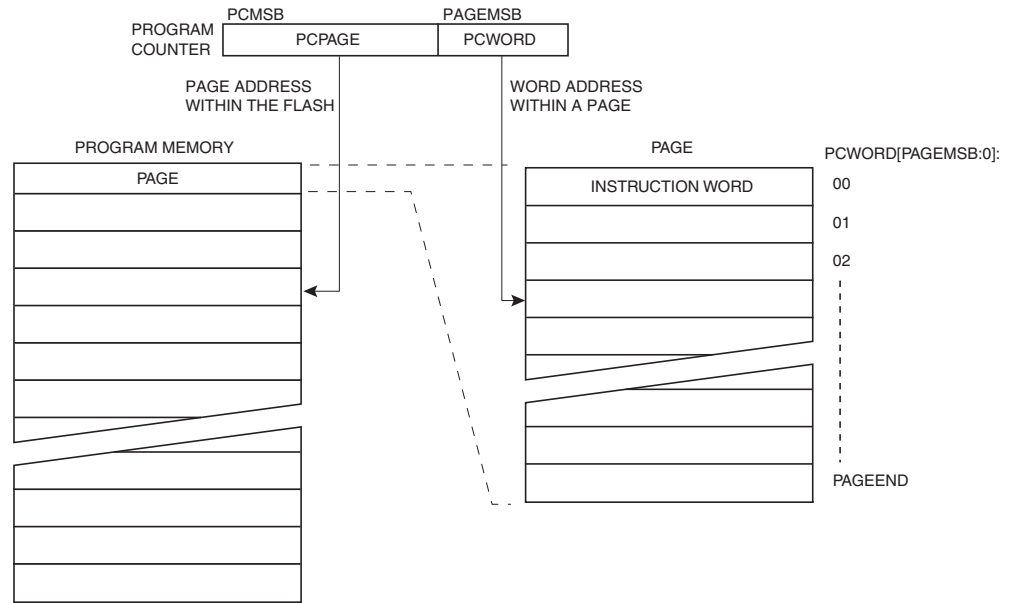 PCMSB PAGEMSB
PROGRAM
COUNTER
PCPAGE PCWORD
PAGE ADDRESS
WITHIN THE FLASH
WORD ADDRESS
WITHIN A PAGE
PROGRAM MEMORY
PAGE
PAGE
INSTRUCTION WORD
PCWORD[PAGEMSB:0]:
00
01
02
PAGEEND